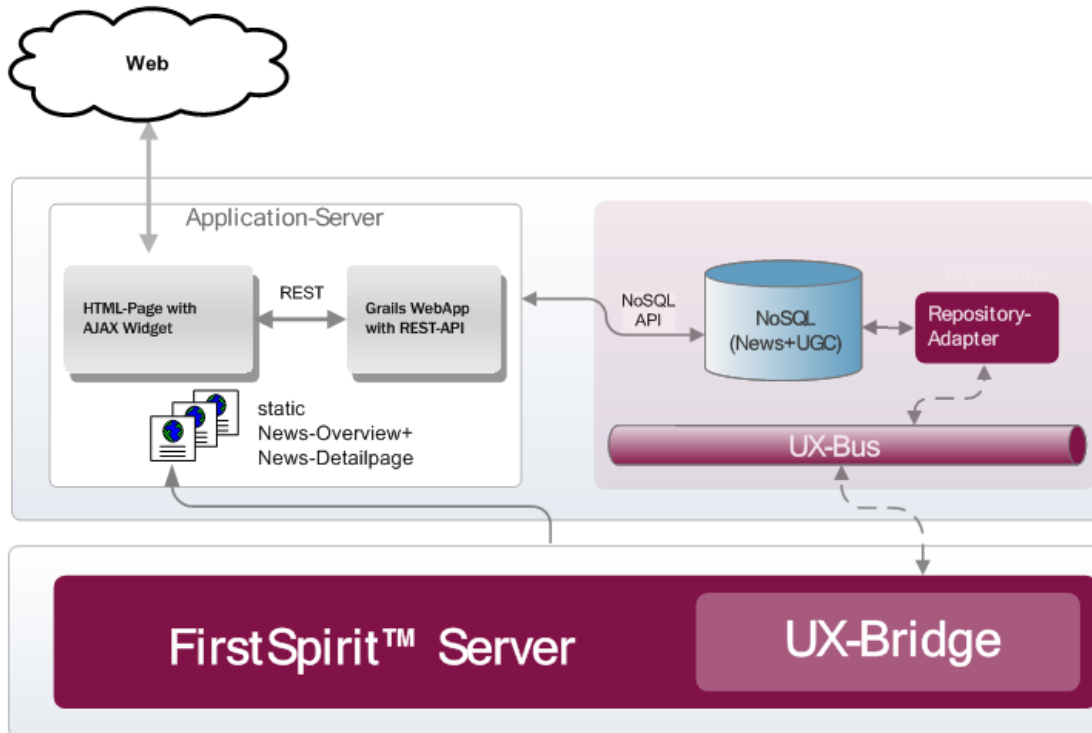 Web
Application-Server
HTML-Page with
AJAX Widget
REST
Grails WebApp
with REST-API
NoSQL
API
NoSQL
(News+UGC)
Repository-
Repository-
Adapter
static
News-Overview+
News-Detailpage
UX-Bus
FirstSpirit™ Server
UX-Bridge